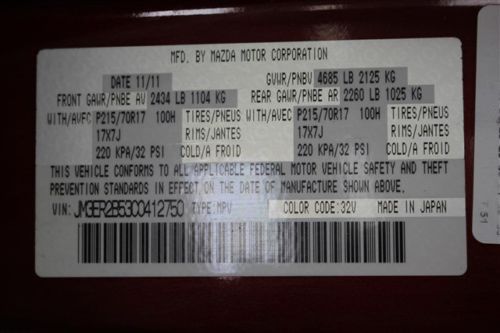 MFD. BY MAZDA MOTOR CORPORATION
DATE 11/11 GVWR/PNBV 4685 LB 2125 KG
FRONT GAWR/PNBE AV 2434 LB 1104 KG REAR GAWR/PNBE AR 2260 LB 1025 KG
WITH/AVEC P215/70R17 100H TIRES/PNEUS WITH/AVEC P215/70R17 100H TIRES/PNEUS
17X7J RIMS/JANTES 17X7J RIMS/JANTES
220 KPA/32 PSI COLD/A FROID 220 KPA/32 PSI COLD/A FROID
THIS VEHICLE CONFORMS TO ALL APPLICABLE FEDERAL MOTOR VEHICLE SAFETY AND THEFT
PREVENTION STANDARDS IN EFFECT ON THE DATE OF MANUFACTURE SHOWN ABOVE.
VIN: JM3ER2B53C0412750 TYPE:MPV COLOR CODE:32V MADE IN JAPAN